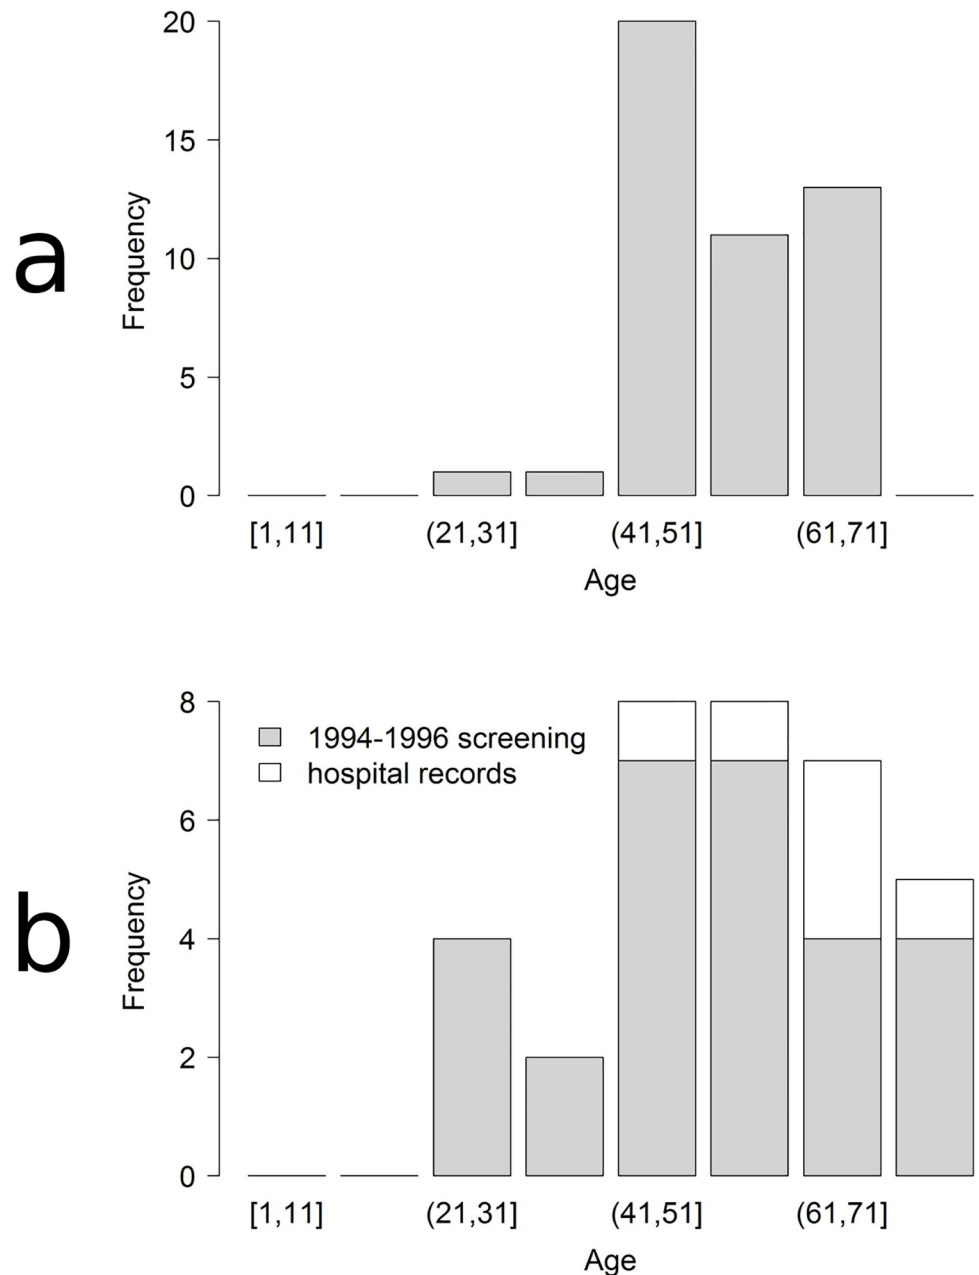 a
20
15
10
5
0
Frequency
[1,11] (21,31] (41,51] (61,71]
Age
b
8
6
4
2
0
Frequency
1994-1996 screening
hospital records
[1,11] (21,31] (41,51] (61,71]
Age